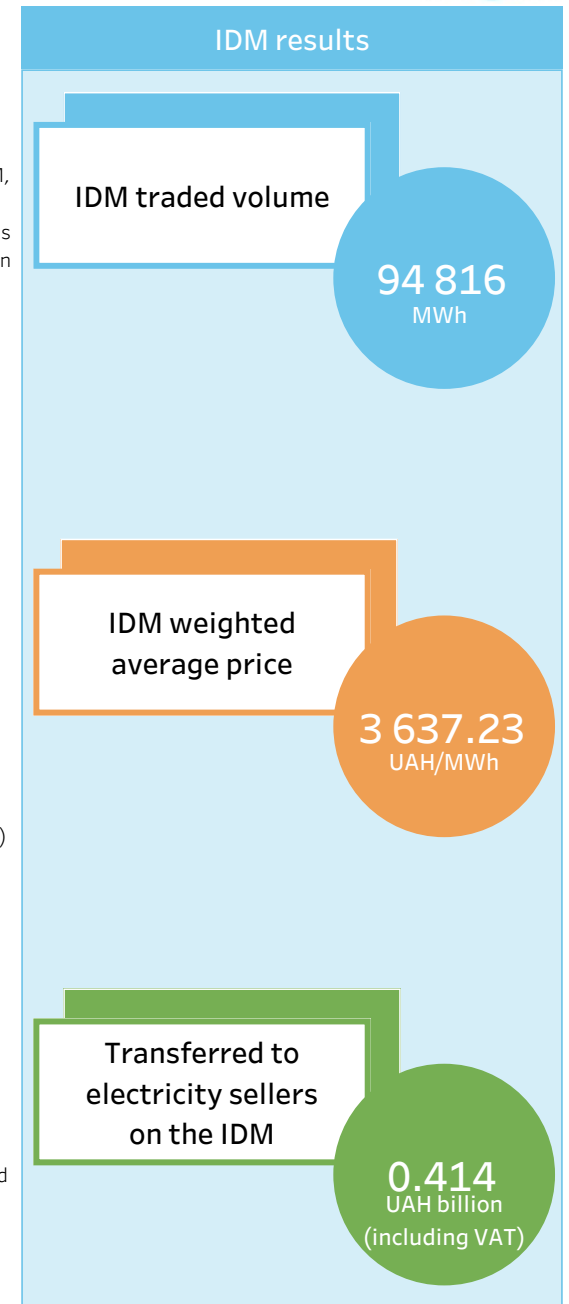 IDM results
IDM traded volume
94 816
MWh
IDM weighted
average price
3 637.23
UAH/MWh
)
Transferred to
electricity sellers
on the IDM
0.414
UAH billion
(including VAT)